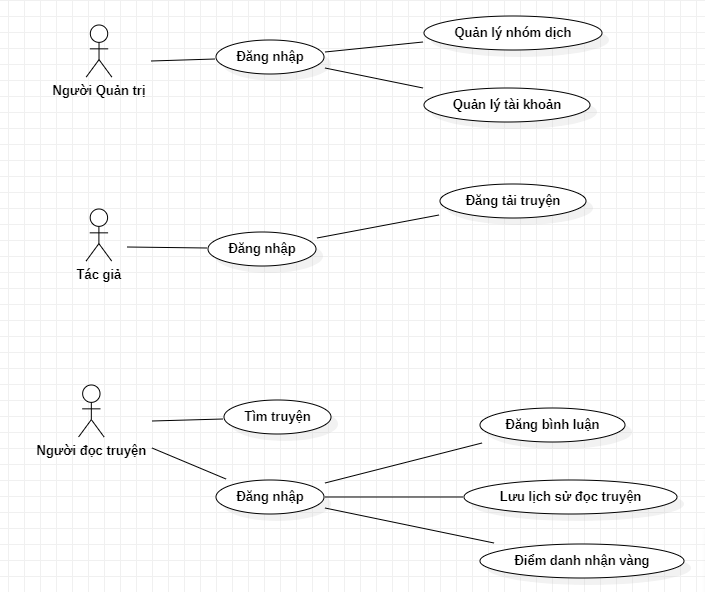 Quản lý nhóm dịch
Đăng nhập
Người Quản trị
Quản lý tài khoản
Đăng tải truyện
Đăng nhập
Tác giả
Tìm truyện
Đăng bình luận
Người đọc truyện
Đăng nhập
Lưu lịch sử đọc truyện
Điểm danh nhận vàng